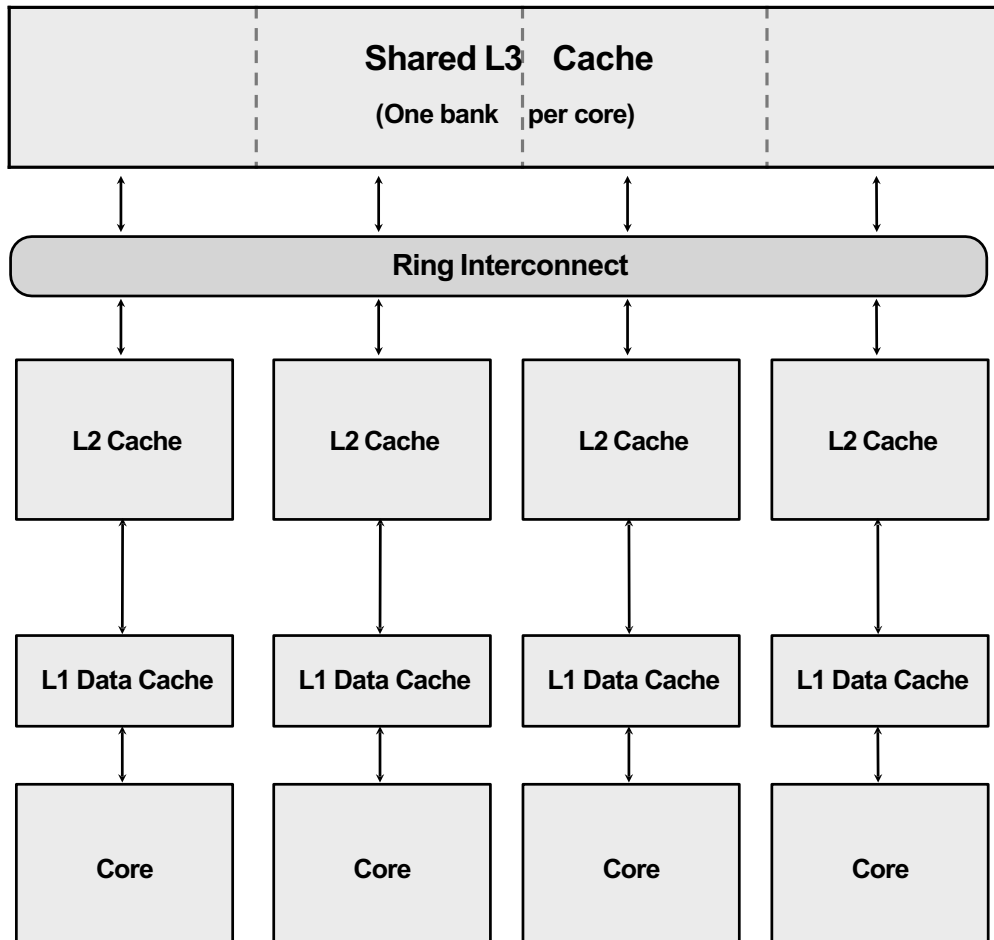 Shared L3 Cache
(One bank per core)
Ring Interconnect
L2 Cache
L2 Cache
L2 Cache
L2 Cache
L1 Data Cache
L1 Data Cache
L1 Data Cache
L1 Data Cache
Core
Core
Core
Core